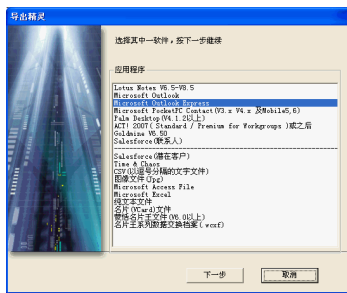 导出精灵
选择其中一软件，按下一步继续
应用程序
Lotus Notes V6.5~V8.5
Microsoft Outlook
Microsoft Outlook Express
Microsoft PocketPC Contact(V3.x V4.x 及Mobile5,6)
Palm Desktop(V4.1.2以上)
ACT! 2007( Standard / Premium for Workgroups )或之后
Goldmine V6.50
Salesforce(联系人)
Salesforce(潜在客户)
Time & Chaos
CSV(以逗号分隔的文字文件)
图像文件(Jpg)
Microsoft Access File
Microsoft Excel
纯文本文件
名片(VCard)文件
蒙恬名片王文件(V6.0以上)
名片王系列数据交换档案(.wcxf)
下一步
取消